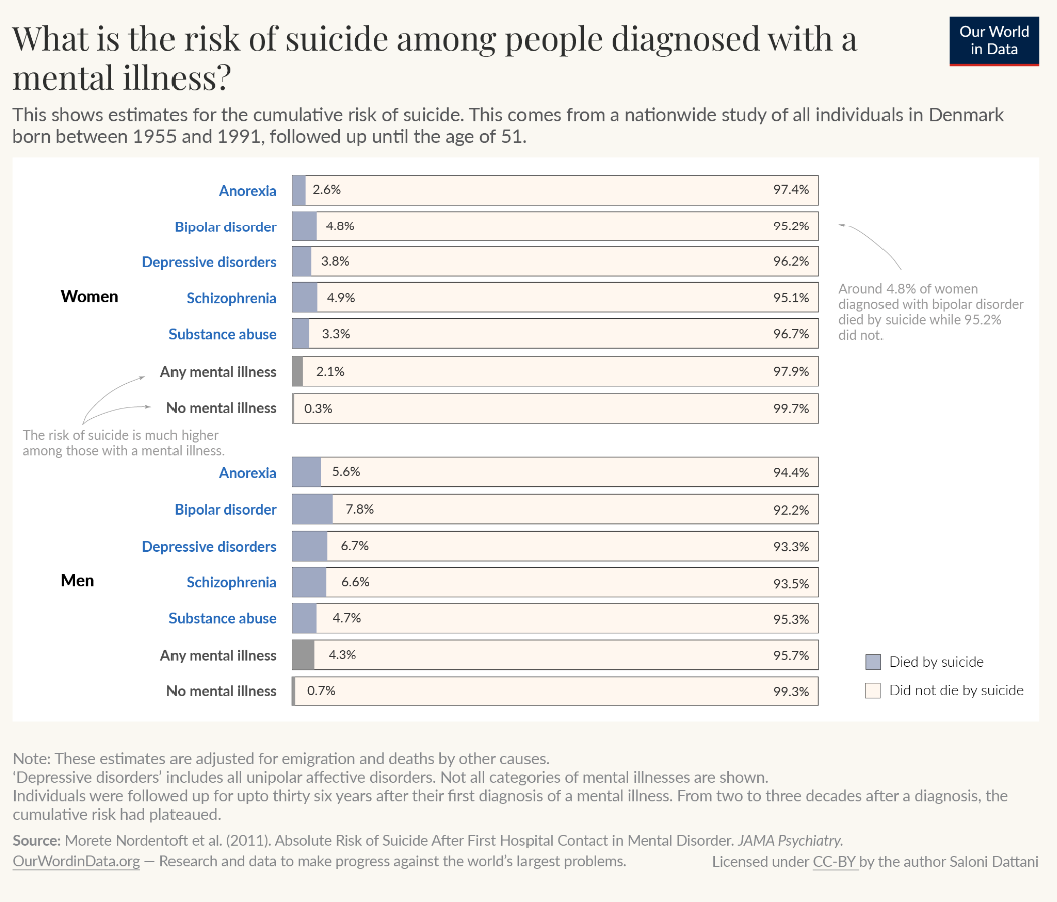 What is the risk of suicide among people diagnosed with a
mental illness?
Our World
in Data
This shows estimates for the cumulative risk of suicide. This comes from a nationwide study of all individuals in Denmark
born between 1955 and 1991, followed up until the age of 51.
Women
Anorexia 2.6% 97.4%
Bipolar disorder 4.8% 95.2%
Depressive disorders 3.8% 96.2%
Schizophrenia 4.9% 95.1%
Substance abuse 3.3% 96.7%
Any mental illness 2.1% 97.9%
No mental illness 0.3% 99.7%
Around 4.8% of women
diagnosed with bipolar disorder
died by suicide while 95.2%
did not.
The risk of suicide is much higher
among those with a mental illness.
Men
Anorexia 5.6% 94.4%
Bipolar disorder 7.8% 92.2%
Depressive disorders 6.7% 93.3%
Schizophrenia 6.6% 93.5%
Substance abuse 4.7% 95.3%
Any mental illness 4.3% 95.7%
No mental illness 0.7% 99.3%
Died by suicide
Did not die by suicide
Note: These estimates are adjusted for emigration and deaths by other causes.
‘Depressive disorders’ includes all unipolar affective disorders. Not all categories of mental illnesses are shown.
Individuals were followed up for upto thirty six years after their first diagnosis of a mental illness. From two to three decades after a diagnosis, the
cumulative risk had plateaued.
Source: Morete Nordentoft et al. (2011). Absolute Risk of Suicide After First Hospital Contact in Mental Disorder. JAMA Psychiatry.
OurWordinData.org — Research and data to make progress against the world’s largest problems.
Licensed under CC-BY by the author Saloni Dattani